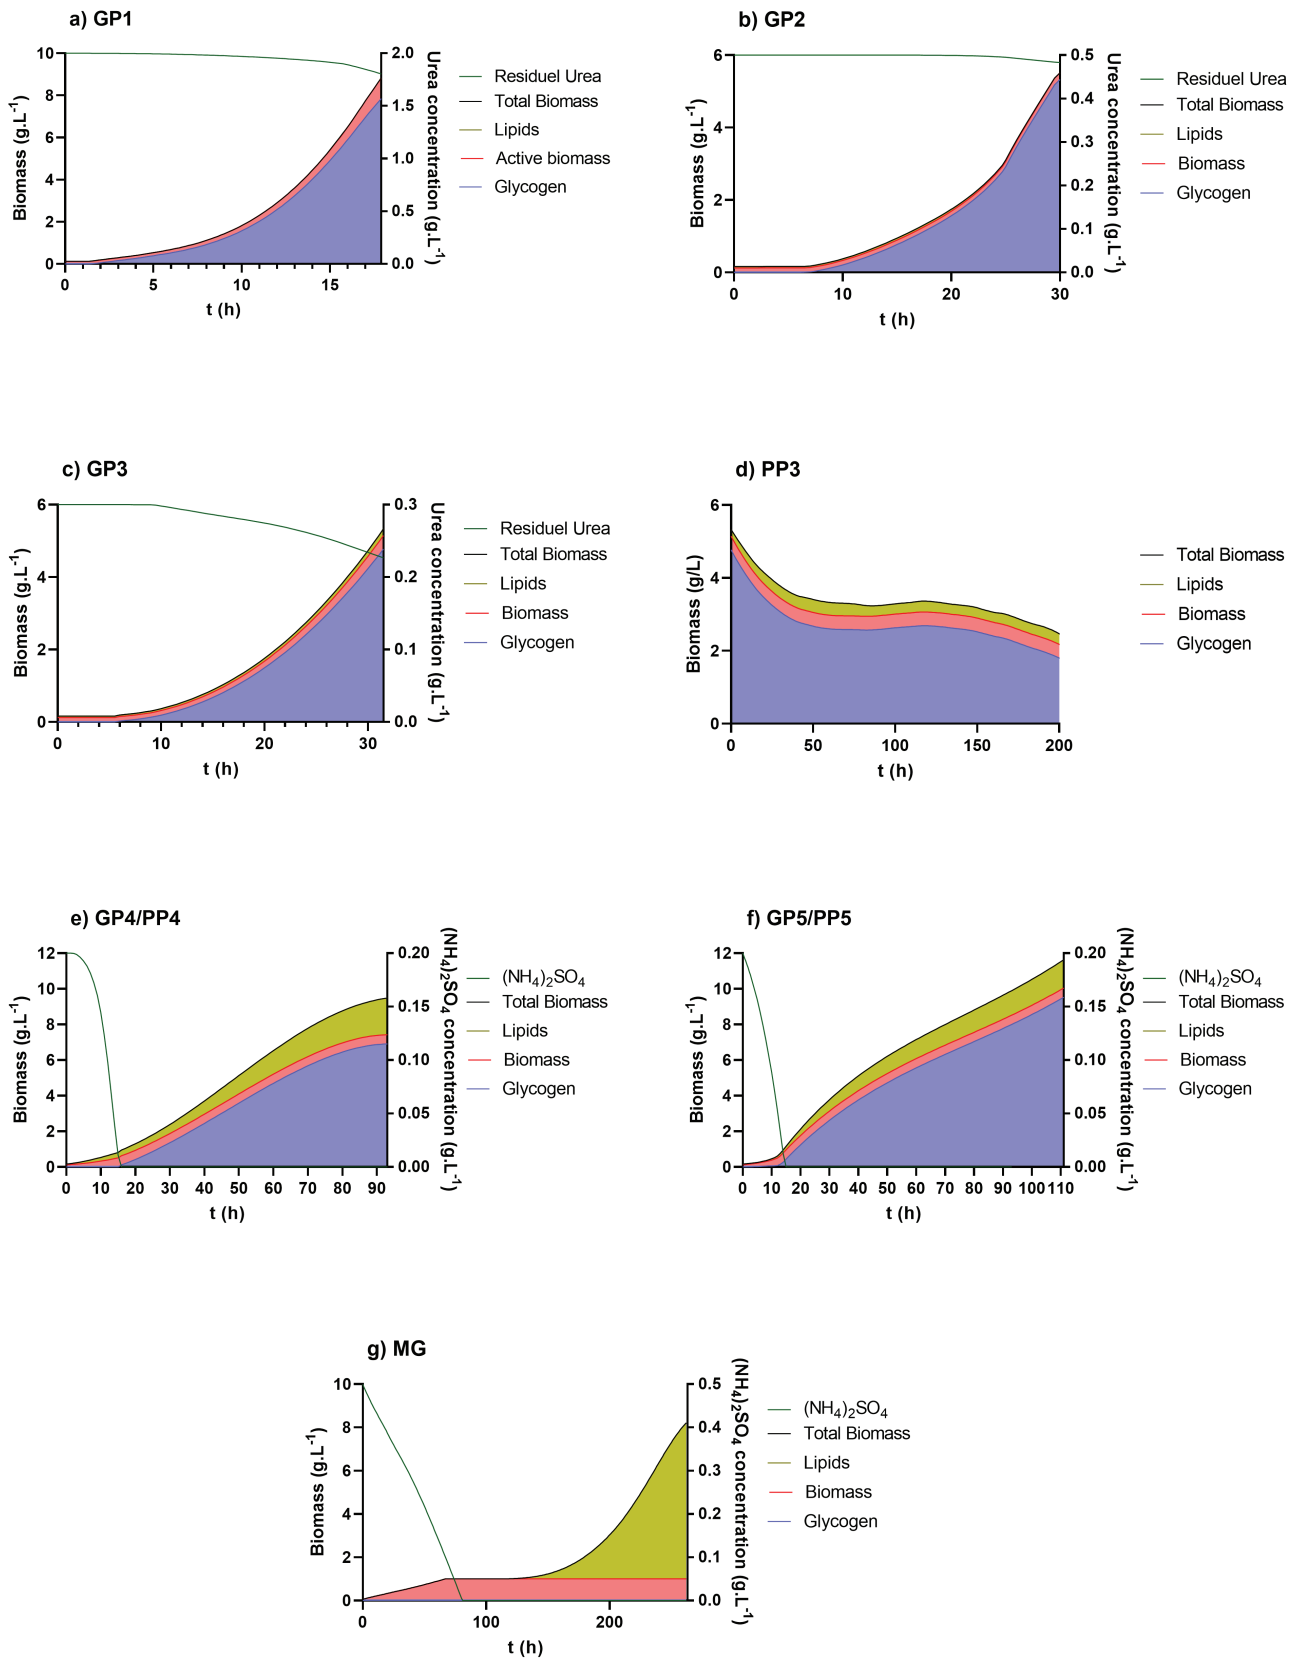 a) GP1
Biomass (g.L-1)
10
8
6
4
2
0
0
5
10
15
t (h)
2.0
1.5
1.0
0.5
0.0
Urea concentration (g.L-1)
Residuel Urea
Total Biomass
Lipids
Active biomass
Glycogen
b) GP2
Biomass (g.L-1)
6
4
2
0
0
10
20
30
t (h)
0.5
0.4
0.3
0.2
0.1
0.0
Urea concentration (g.L-1)
Residuel Urea
Total Biomass
Lipids
Biomass
Glycogen
c) GP3
Biomass (g.L-1)
6
4
2
0
0
10
20
30
t (h)
0.3
0.2
0.1
0.0
Urea concentration (g.L-1)
Residuel Urea
Total Biomass
Lipids
Biomass
Glycogen
d) PP3
Biomass (g/L)
6
4
2
0
0
50
100
150
200
t (h)
Total Biomass
Lipids
Biomass
Glycogen
e) GP4/PP4
Biomass (g.L-1)
12
10
8
6
4
2
0
0 10 20 30 40 50 60 70 80 90
t (h)
0.20
0.15
0.10
0.05
0.00
(NH4)2SO4 concentration (g.L-1)
(NH4)2SO4
Total Biomass
Lipids
Biomass
Glycogen
f) GP5/PP5
Biomass (g.L-1)
12
10
8
6
4
2
0
0 10 20 30 40 50 60 70 80 90 100 110
t (h)
0.20
0.15
0.10
0.05
0.00
(NH4)2SO4 concentration (g.L-1)
(NH4)2SO4
Total Biomass
Lipids
Biomass
Glycogen
g) MG
Biomass (g.L-1)
10
8
6
4
2
0
0
100
200
t (h)
0.5
0.4
0.3
0.2
0.1
0.0
(NH4)2SO4 concentration (g.L-1)
(NH4)2SO4
Total Biomass
Lipids
Biomass
Glycogen